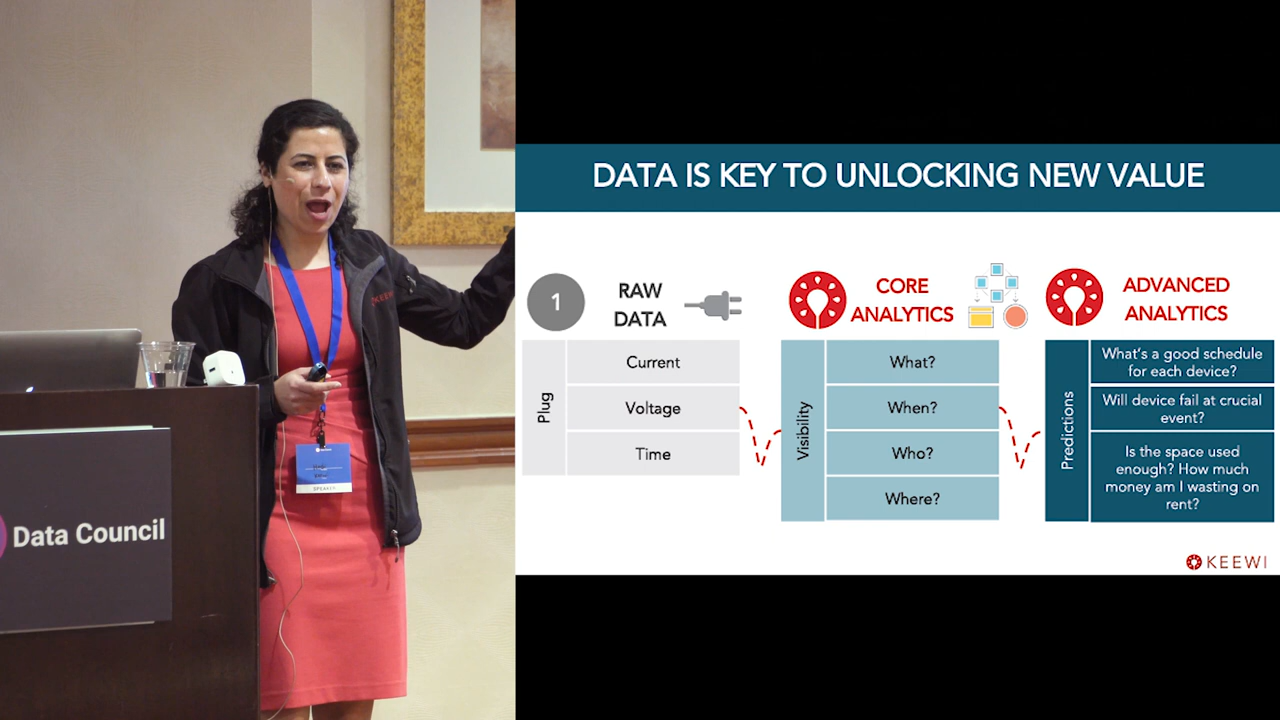 KEEWI
SPEAKER
Data Council
DATA IS KEY TO UNLOCKING NEW VALUE
1
RAW
DATA
Plug
Current
Voltage
Time
CORE
ANALYTICS
Visibility
What?
When?
Who?
Where?
ADVANCED
ANALYTICS
Predictions
What's a good schedule
for each device?
Will device fail at crucial
event?
Is the space used
enough? How much
money am I wasting on
rent?
KEEWI